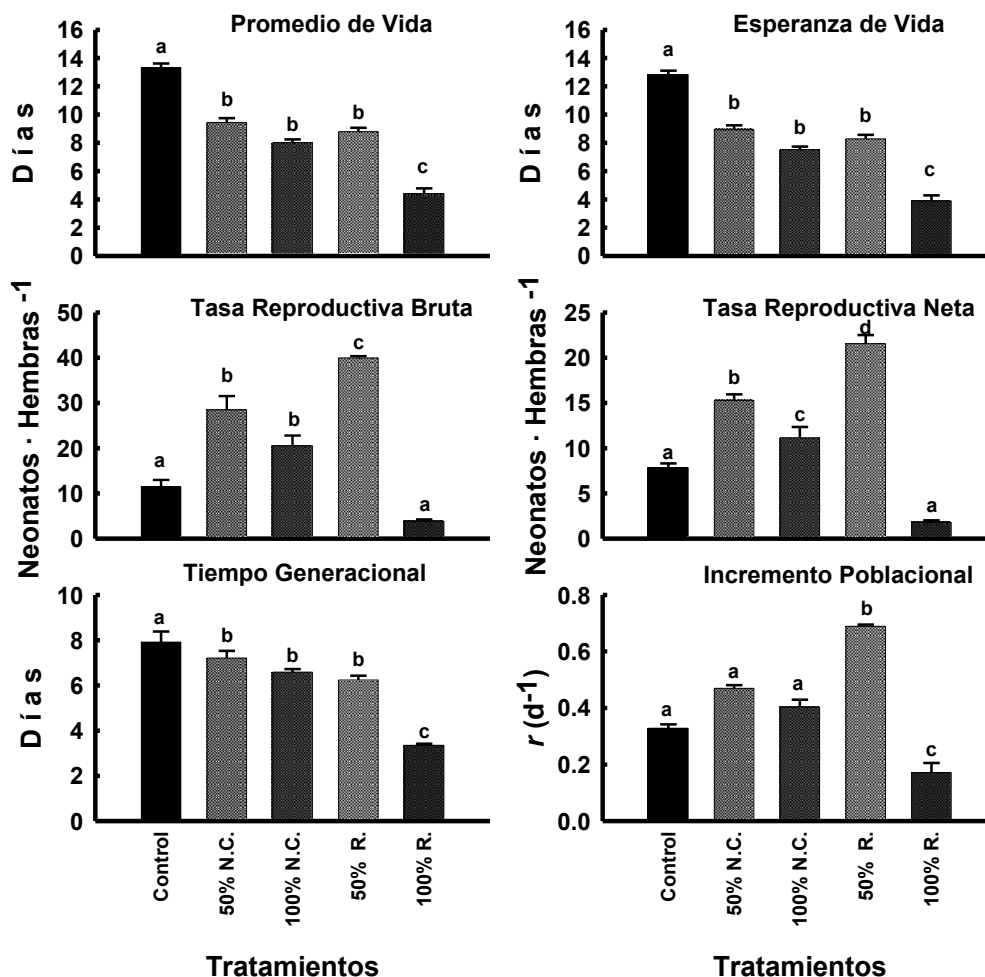 Promedio de Vida
16
14
12
10
8
6
4
2
0
D í a s
a
b
b
b
c
Esperanza de Vida
16
14
12
10
8
6
4
2
0
D í a s
a
b
b
b
c
Tasa Reproductiva Bruta
50
40
30
20
10
0
Neonatos · Hembras -1
a
b
b
c
a
Tasa Reproductiva Neta
25
20
15
10
5
0
Neonatos · Hembras -1
a
b
c
d
a
Tiempo Generacional
10
8
6
4
2
0
D í a s
a
b
b
b
c
Control
50% N.C.
100% N.C.
50% R.
100% R.
Tratamientos
Incremento Poblacional
0.8
0.6
0.4
0.2
0.0
r (d-1)
a
a
a
b
c
Control
50% N.C.
100% N.C.
50% R.
100% R.
Tratamientos